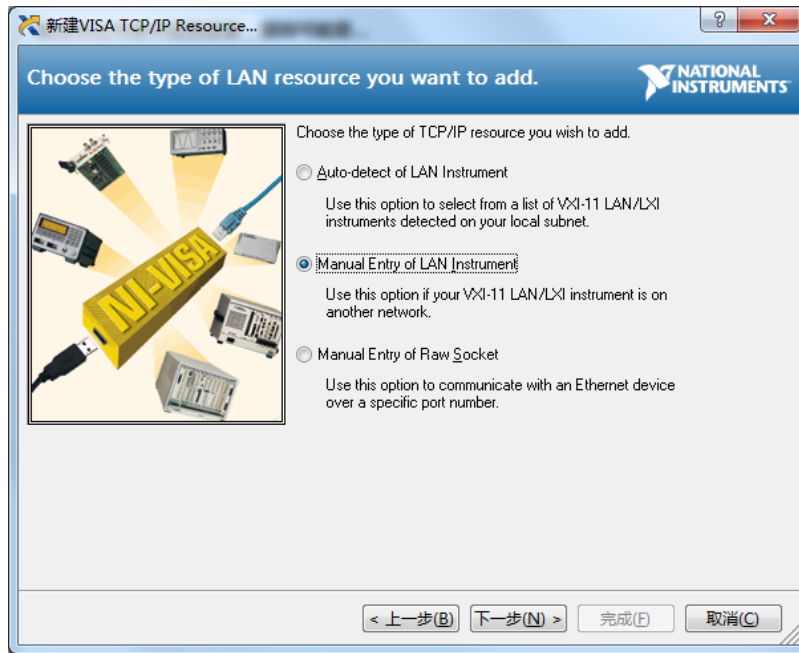 新建VISA TCP/IP Resource...
?
Choose the type of LAN resource you want to add.
NATIONAL
INSTRUMENTS
Choose the type of TCP/IP resource you wish to add.
Auto-detect of LAN Instrument
Use this option to select from a list of VXI-11 LAN/LXI
instruments detected on your local subnet.
Manual Entry of LAN Instrument
Use this option if your VXI-11 LAN/LXI instrument is on
another network.
Manual Entry of Raw Socket
Use this option to communicate with an Ethernet device
over a specific port number.
NI-VISA
< 上一步(B)
下一步(N) >
完成(F)
取消(C)